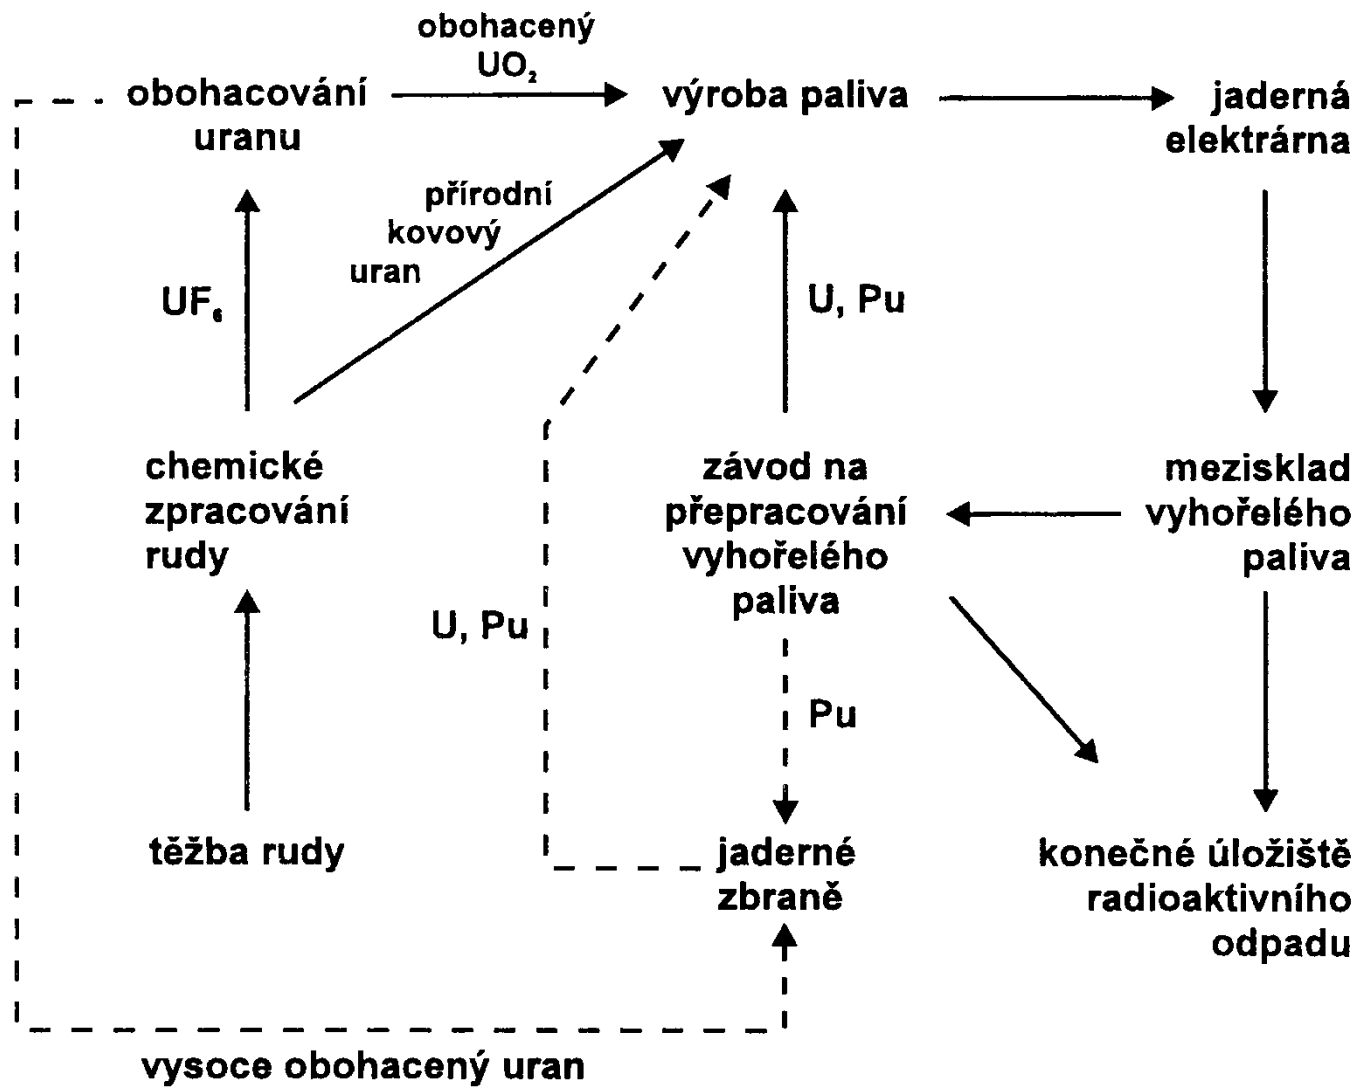 obohacený
UO₂
obohacování
uranu
výroba paliva
jaderná
elektrárna
přírodní
kovový
uran
UF₆
U, Pu
chemické
zpracování
rudy
závod na
přepracování
vyhořelého
paliva
mezisklad
vyhořelého
paliva
U, Pu
Pu
těžba rudy
jaderné
zbraně
konečné úložiště
radioaktivního
odpadu
vysoce obohacený uran